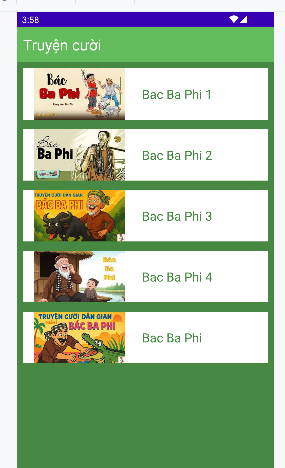 3:58
Truyện cười
Bác
Ba Phi
Bac Ba Phi 1
Bác
Ba Phi
Bac Ba Phi 2
TRUYỆN CƯỜI DÂN GIAN
BÁC BA PHI
Bac Ba Phi 3
Bác
Ba
Phi
Bac Ba Phi 4
TRUYỆN CƯỜI DÂN GIAN
BÁC BA PHI
Bac Ba Phi